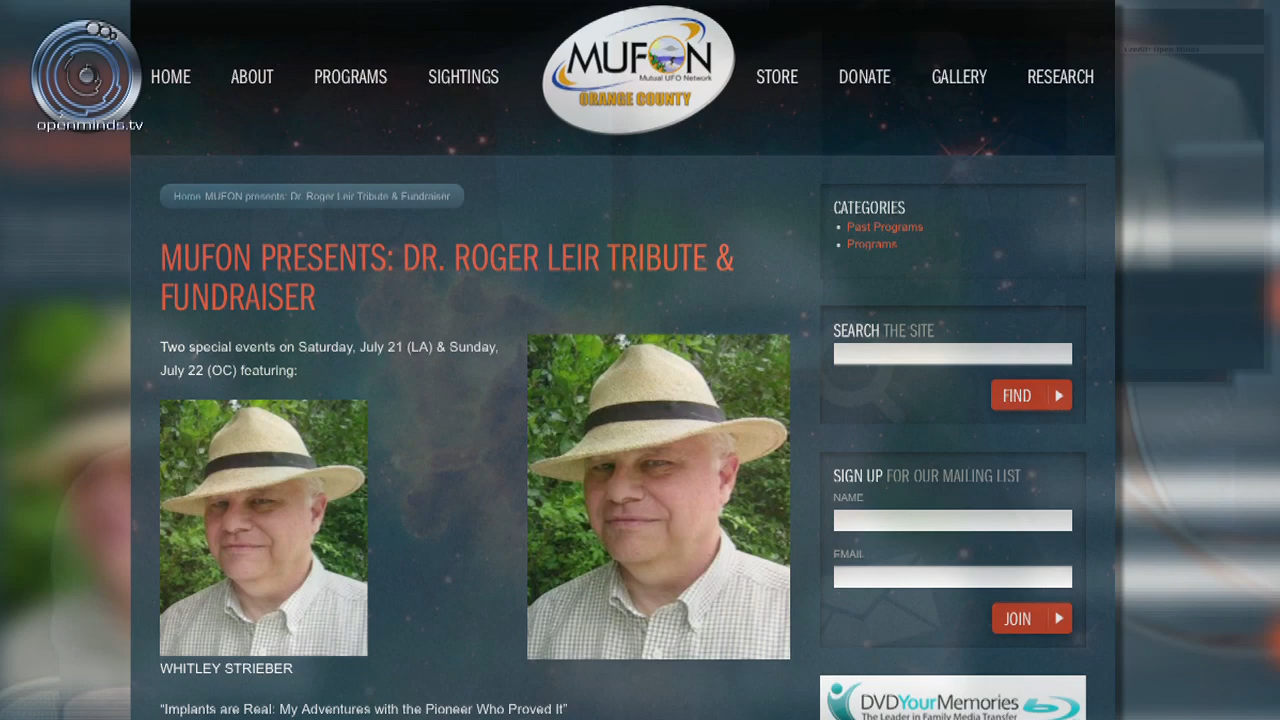 openminds.tv
HOME ABOUT PROGRAMS SIGHTINGS
MUFON
Mutual UFO Network
ORANGE COUNTY
STORE DONATE GALLERY RESEARCH
Credit: Open Minds
Home MUFON presents: Dr. Roger Leir Tribute & Fundraiser
MUFON PRESENTS: DR. ROGER LEIR TRIBUTE &
FUNDRAISER
Two special events on Saturday, July 21 (LA) & Sunday,
July 22 (OC) featuring:
WHITLEY STRIEBER
“Implants are Real: My Adventures with the Pioneer Who Proved It”
CATEGORIES
Past Programs
Programs
SEARCH THE SITE
FIND
SIGN UP FOR OUR MAILING LIST
NAME
EMAIL
JOIN
DVDYourMemories
The Leader in Family Media Transfer